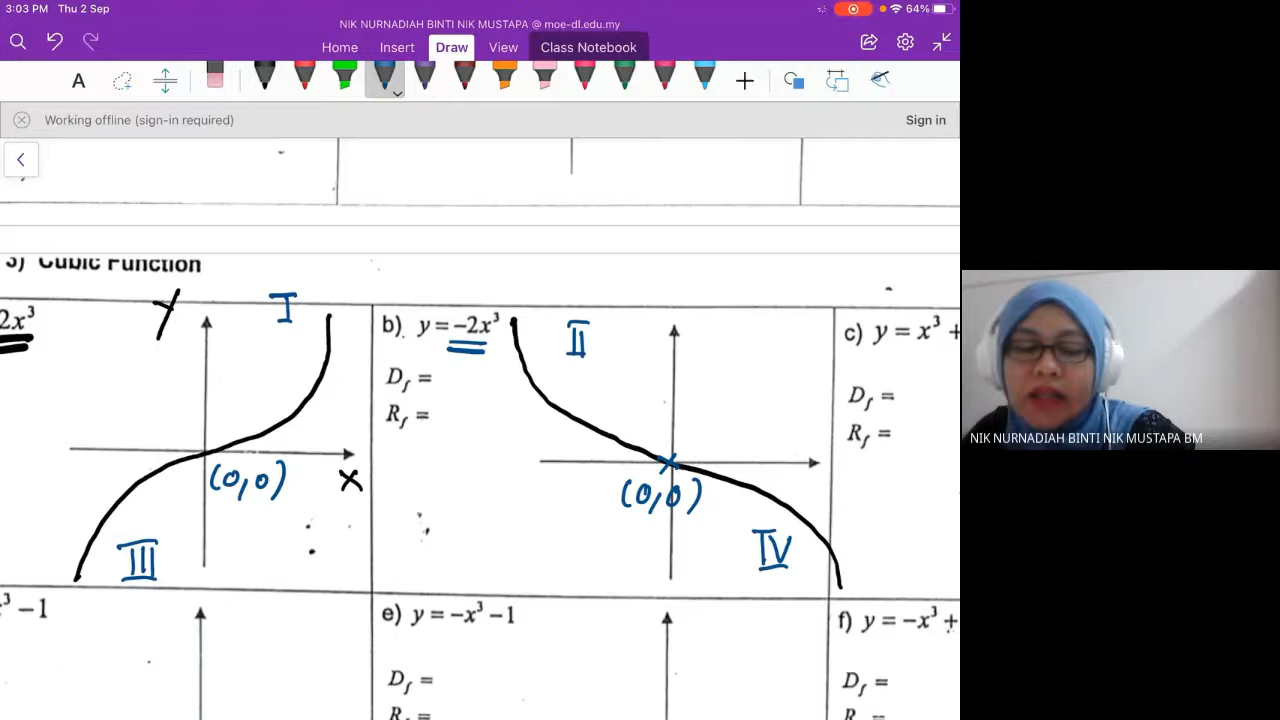 3:03 PM Thu 2 Sep
64%
NIK NURNADIAH BINTI NIK MUSTAPA @ moe-dl.edu.my
Home Insert Draw View Class Notebook
A
Working offline (sign-in required) Sign in
3) Cubic Function
2x³
Y
I
(0,0)
X
III
b). y = -2x³
II
D_f =
R_f =
(0,0)
IV
c) y = x³ +
D_f =
R_f =
x³ - 1
e) y = -x³ - 1
D_f =
R_f =
f) y = -x³ +
D_f =
R_f =
NIK NURNADIAH BINTI NIK MUSTAPA BM